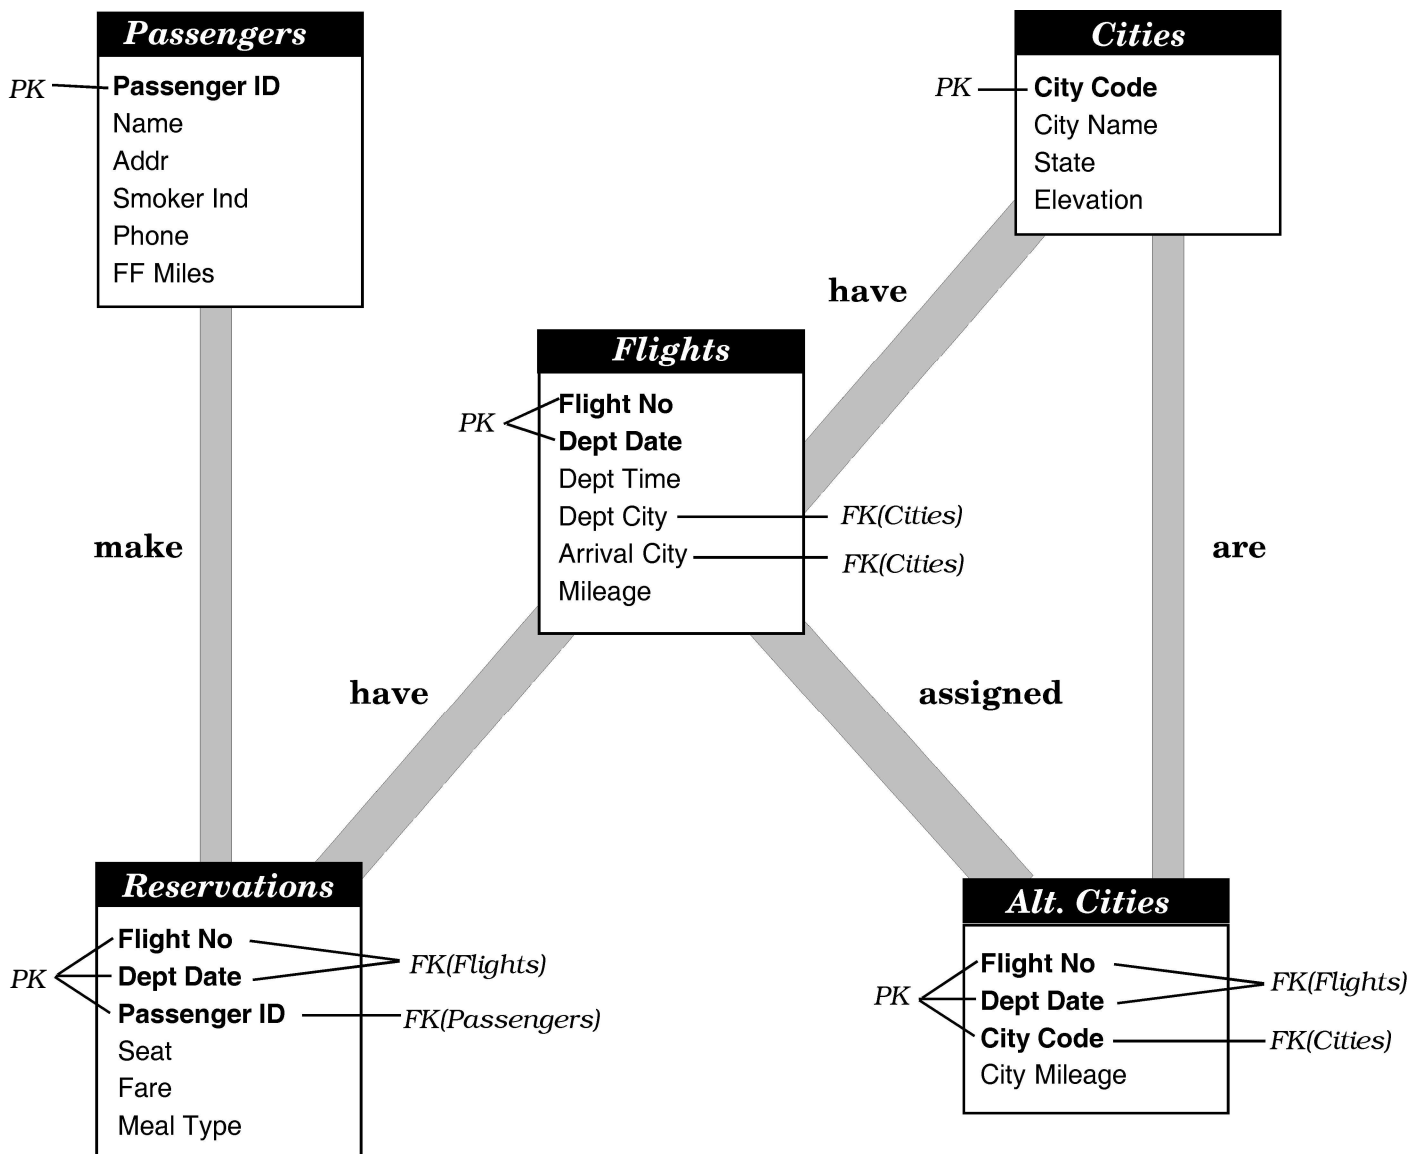 Passengers
PK
Passenger ID
Name
Addr
Smoker Ind
Phone
FF Miles
Cities
PK
City Code
City Name
State
Elevation
have
Flights
PK
Flight No
Dept Date
Dept Time
Dept City
FK(Cities)
Arrival City
FK(Cities)
Mileage
make
are
have
assigned
Reservations
PK
Flight No
Dept Date
FK(Flights)
Passenger ID
FK(Passengers)
Seat
Fare
Meal Type
Alt. Cities
PK
Flight No
Dept Date
FK(Flights)
City Code
FK(Cities)
City Mileage